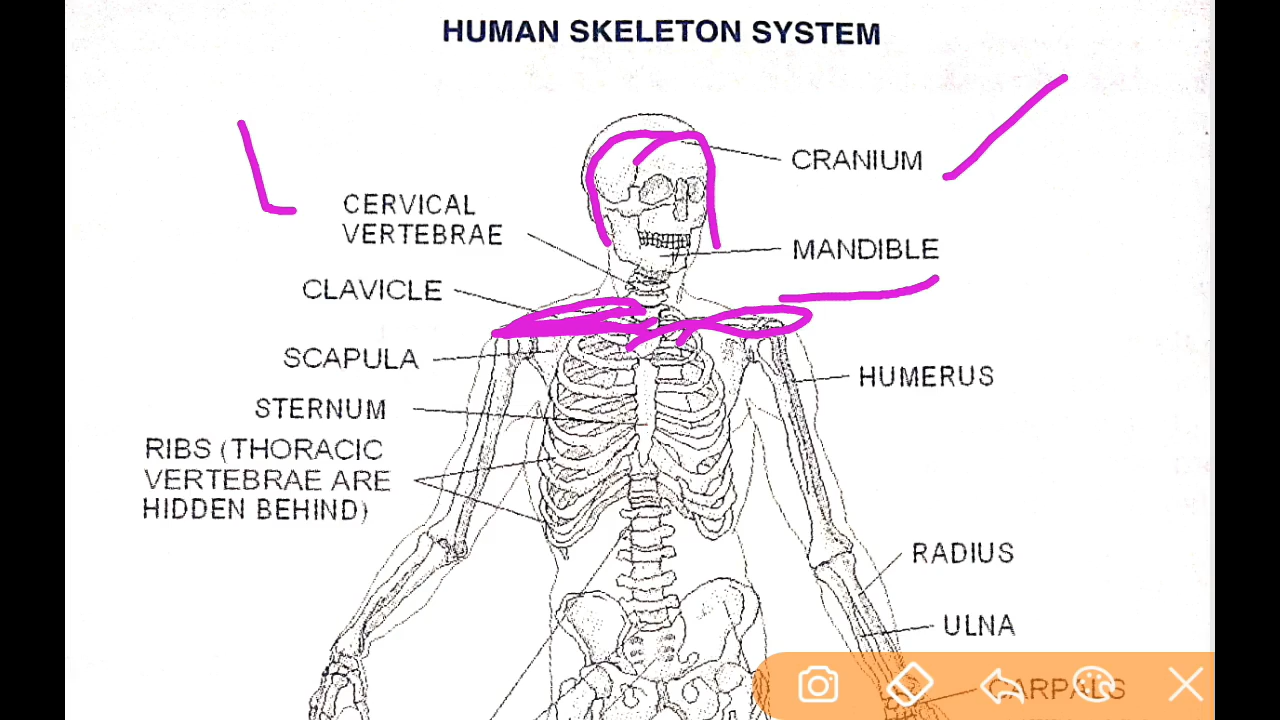 HUMAN SKELETON SYSTEM
CRANIUM
CERVICAL
VERTEBRAE
MANDIBLE
CLAVICLE
SCAPULA
HUMERUS
STERNUM
RIBS (THORACIC
VERTEBRAE ARE
HIDDEN BEHIND)
RADIUS
ULNA
CARPALS